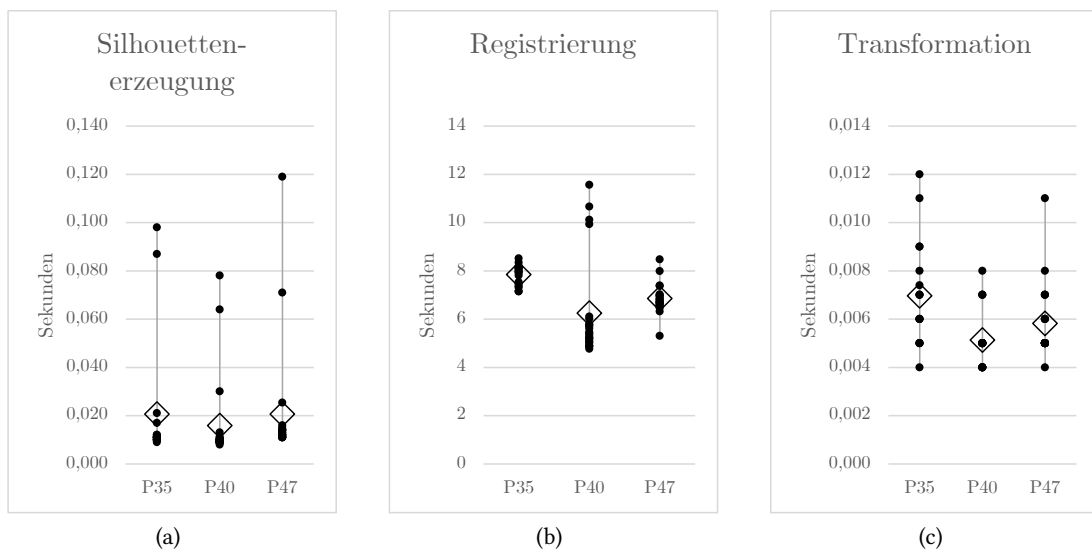 Silhouetten-
erzeugung
0,140
0,120
0,100
0,080
0,060
0,040
0,020
0,000
Sekunden
P35 P40 P47
(a)
Registrierung
14
12
10
8
6
4
2
0
Sekunden
P35 P40 P47
(b)
Transformation
0,014
0,012
0,010
0,008
0,006
0,004
0,002
0,000
Sekunden
P35 P40 P47
(c)